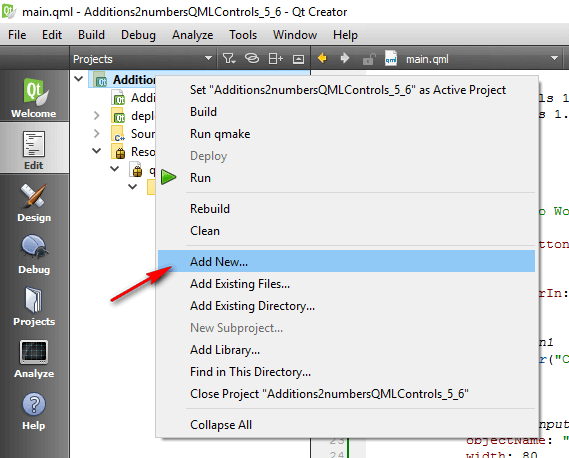 main.qml - Additions2numbersQMLControls_5_6 - Qt Creator
File Edit Build Debug Analyze Tools Window Help
Projects main.qml
Welcome
Edit
Design
Debug
Projects
Analyze
Help
Addition
Addi
depl
Sour
Reso
q
Set "Additions2numbersQMLControls_5_6" as Active Project
Build
Run qmake
Deploy
Run
Rebuild
Clean
Add New...
Add Existing Files...
Add Existing Directory...
New Subproject...
Add Library...
Find in This Directory...
Close Project "Additions2numbersQMLControls_5_6"
Collapse All
ls 1
s 1.
o Wo
tton
rIn:
n1
r("C
nput
23 objectName: "
24 width: 80